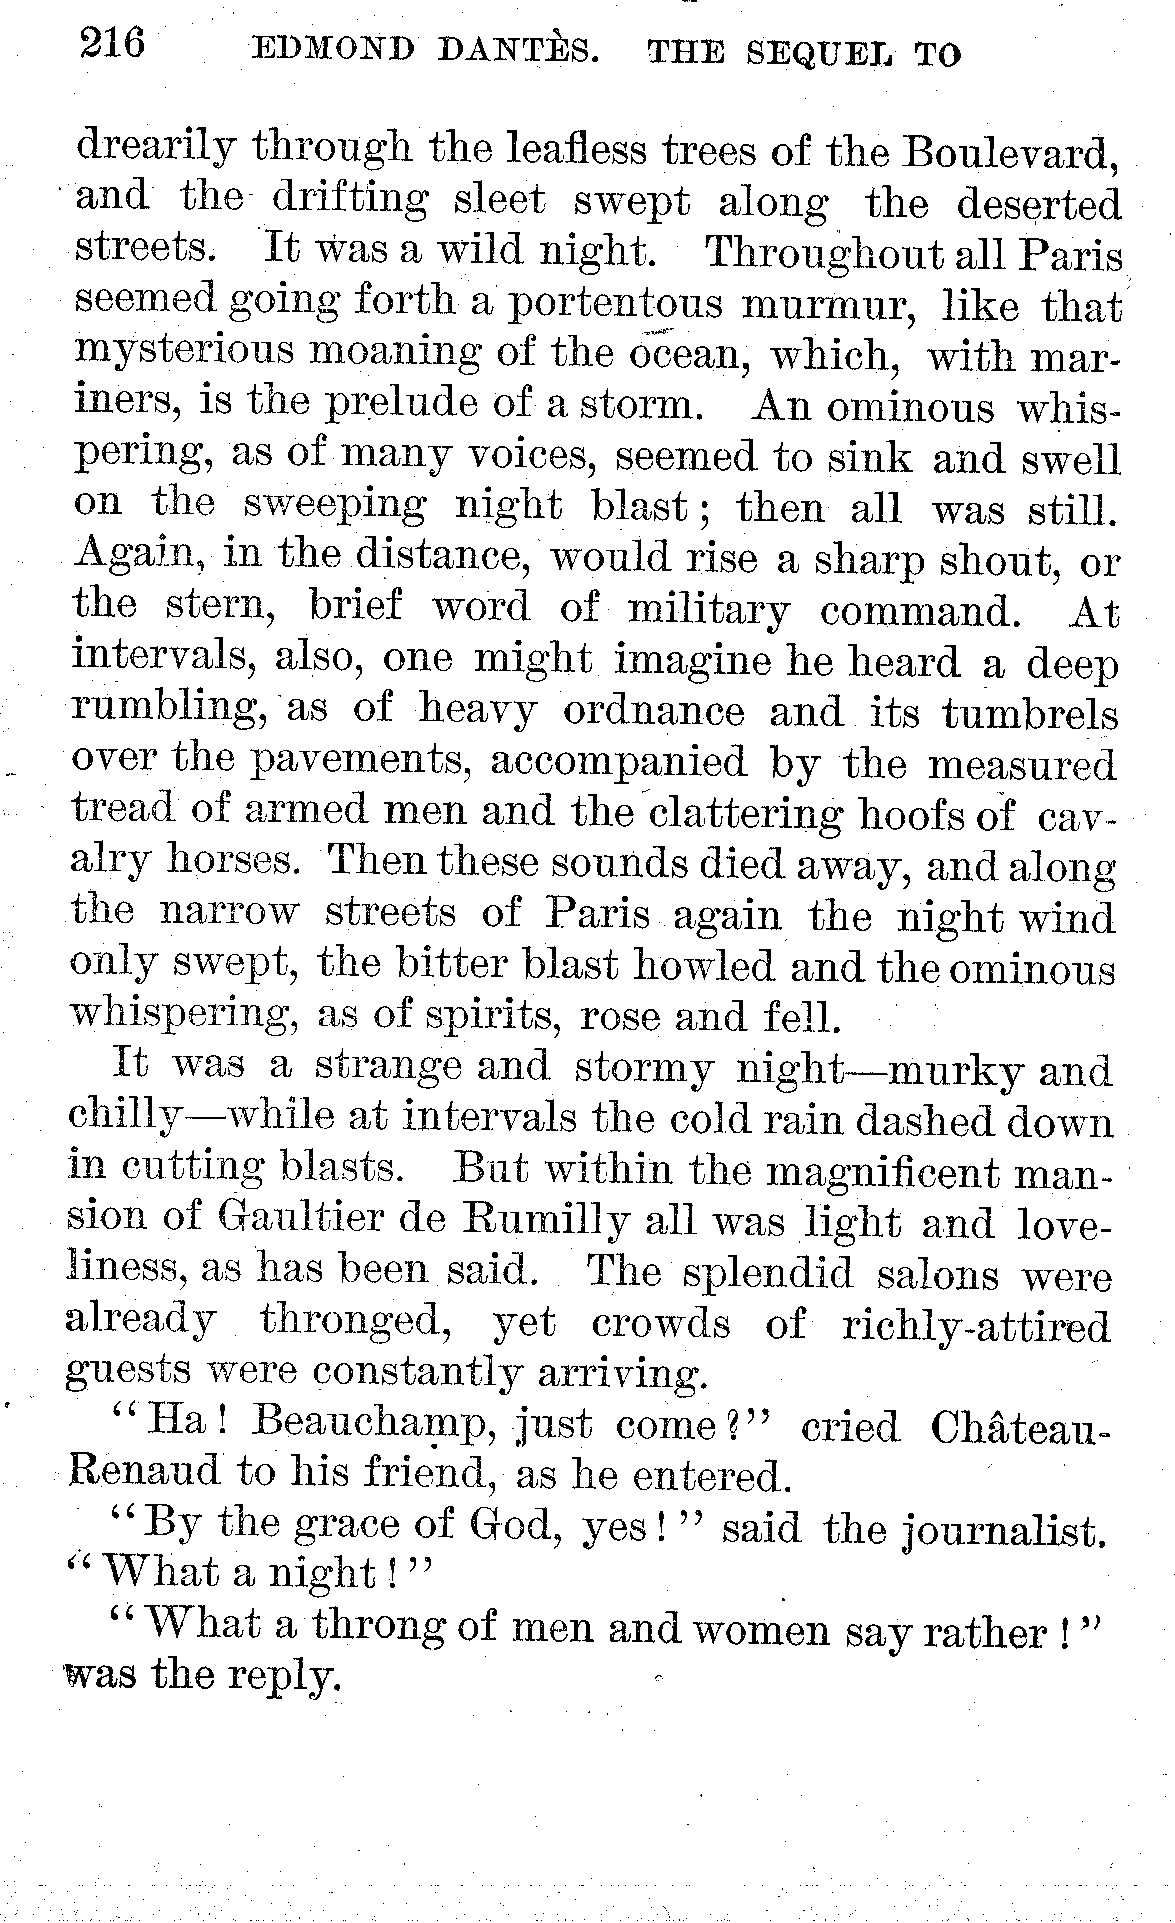 216 EDMOND DANTÈS. THE SEQUEL TO
drearily through the leafless trees of the Boulevard,
and the drifting sleet swept along the deserted
streets. It was a wild night. Throughout all Paris
seemed going forth a portentous murmur, like that
mysterious moaning of the ocean, which, with mar-
iners, is the prelude of a storm. An ominous whis-
pering, as of many voices, seemed to sink and swell
on the sweeping night blast; then all was still.
Again, in the distance, would rise a sharp shout, or
the stern, brief word of military command. At
intervals, also, one might imagine he heard a deep
rumbling, as of heavy ordnance and its tumbrels
over the pavements, accompanied by the measured
tread of armed men and the clattering hoofs of cav-
alry horses. Then these sounds died away, and along
the narrow streets of Paris again the night wind
only swept, the bitter blast howled and the ominous
whispering, as of spirits, rose and fell.
It was a strange and stormy night—murky and
chilly—while at intervals the cold rain dashed down
in cutting blasts. But within the magnificent man-
sion of Gaultier de Rumilly all was light and love-
liness, as has been said. The splendid salons were
already thronged, yet crowds of richly-attired
guests were constantly arriving.
“Ha! Beauchamp, just come?” cried Château-
Renaud to his friend, as he entered.
“By the grace of God, yes!” said the journalist.
“What a night!”
“What a throng of men and women say rather!”
was the reply.